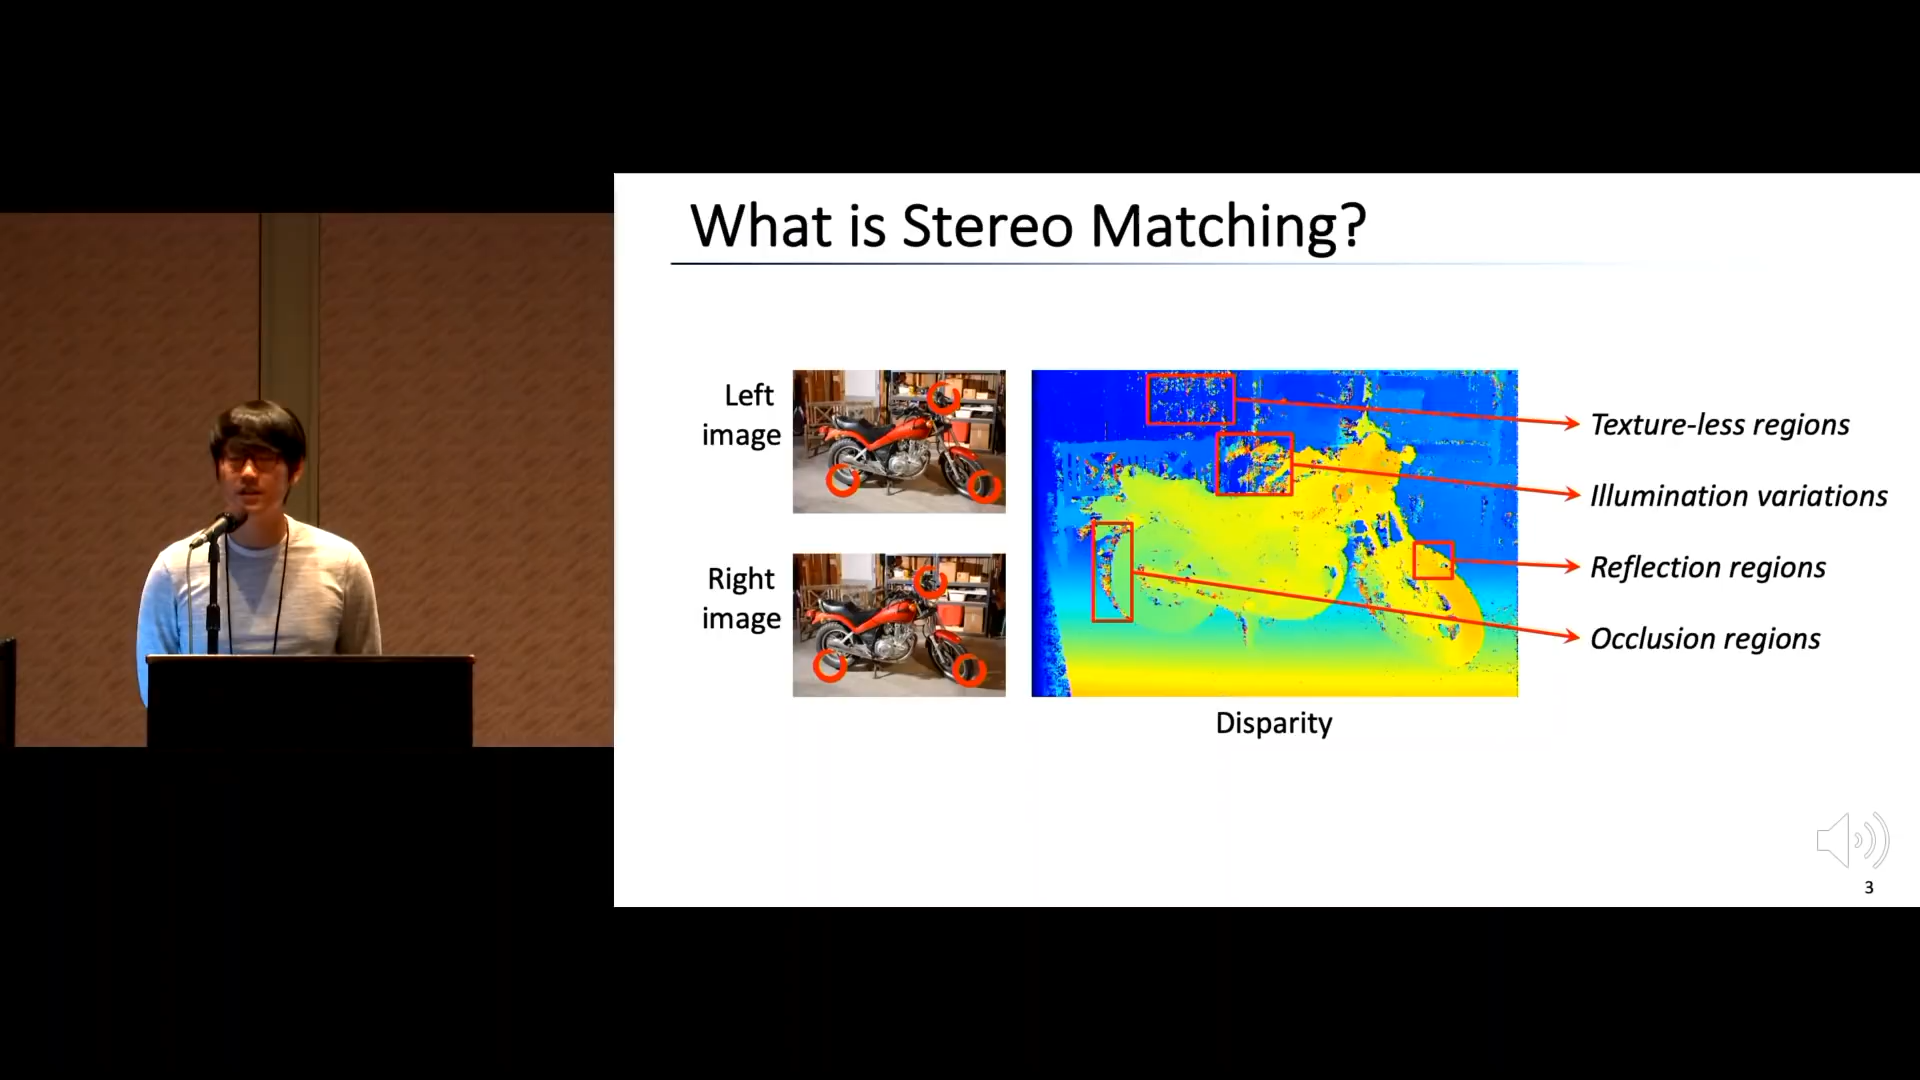 What is Stereo Matching?
Left
image
Right
image
Disparity
Texture-less regions
Illumination variations
Reflection regions
Occlusion regions
3